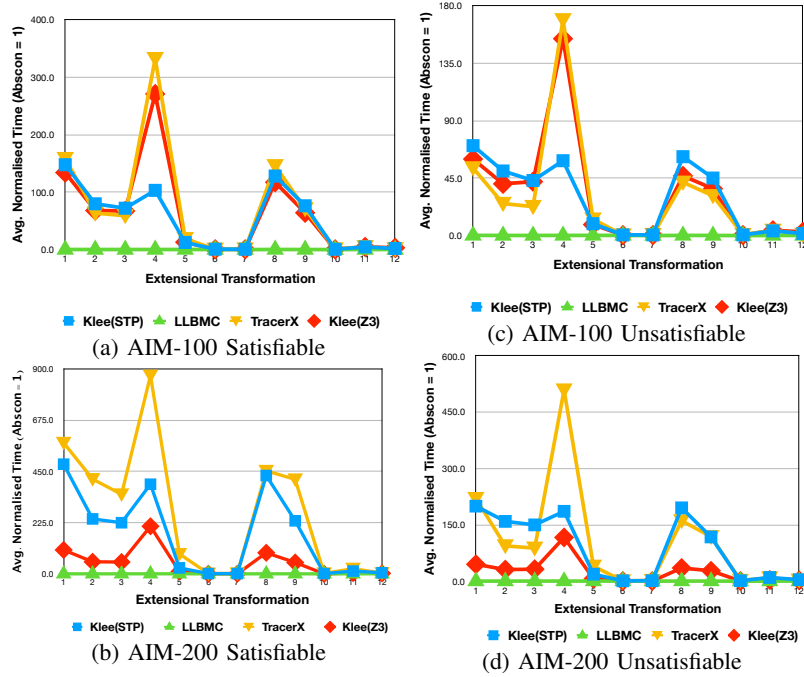 400.0
300.0
200.0
100.0
0.0
Avg. Normalised Time (Abscon = 1)
1 2 3 4 5 6 7 8 9 10 11 12
Extensional Transformation
Klee(STP) LLBMC TracerX Klee(Z3)
(a) AIM-100 Satisfiable
180.0
135.0
90.0
45.0
0.0
Avg. Normalised Time (Abscon = 1)
1 2 3 4 5 6 7 8 9 10 11 12
Extensional Transformation
Klee(STP) LLBMC TracerX Klee(Z3)
(c) AIM-100 Unsatisfiable
900.0
675.0
450.0
225.0
0.0
Avg. Normalised Time (Abscon = 1)
1 2 3 4 5 6 7 8 9 10 11 12
Extensional Transformation
Klee(STP) LLBMC TracerX Klee(Z3)
(b) AIM-200 Satisfiable
600.0
450.0
300.0
150.0
0.0
Avg. Normalised Time (Abscon = 1)
1 2 3 4 5 6 7 8 9 10 11 12
Extensional Transformation
Klee(STP) LLBMC TracerX Klee(Z3)
(d) AIM-200 Unsatisfiable